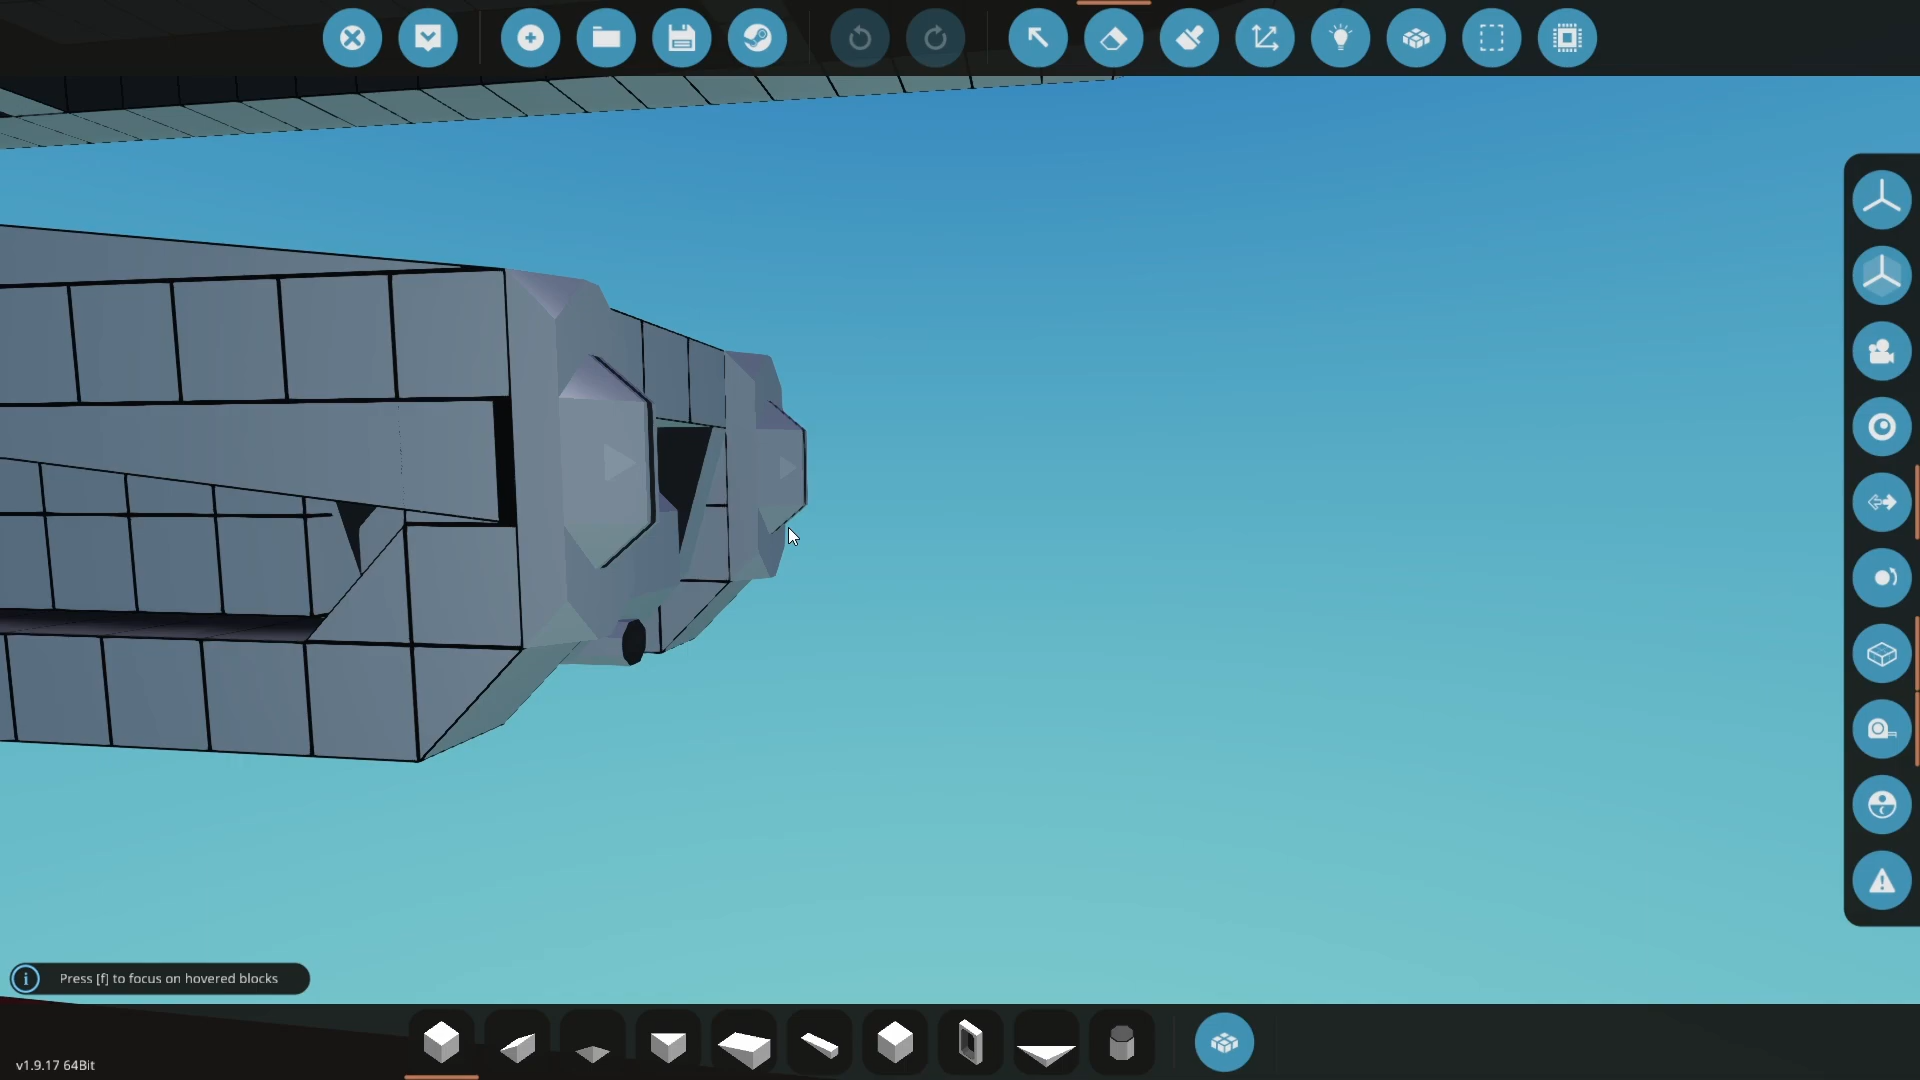 Press [f] to focus on hovered blocks
v1.9.17 64Bit